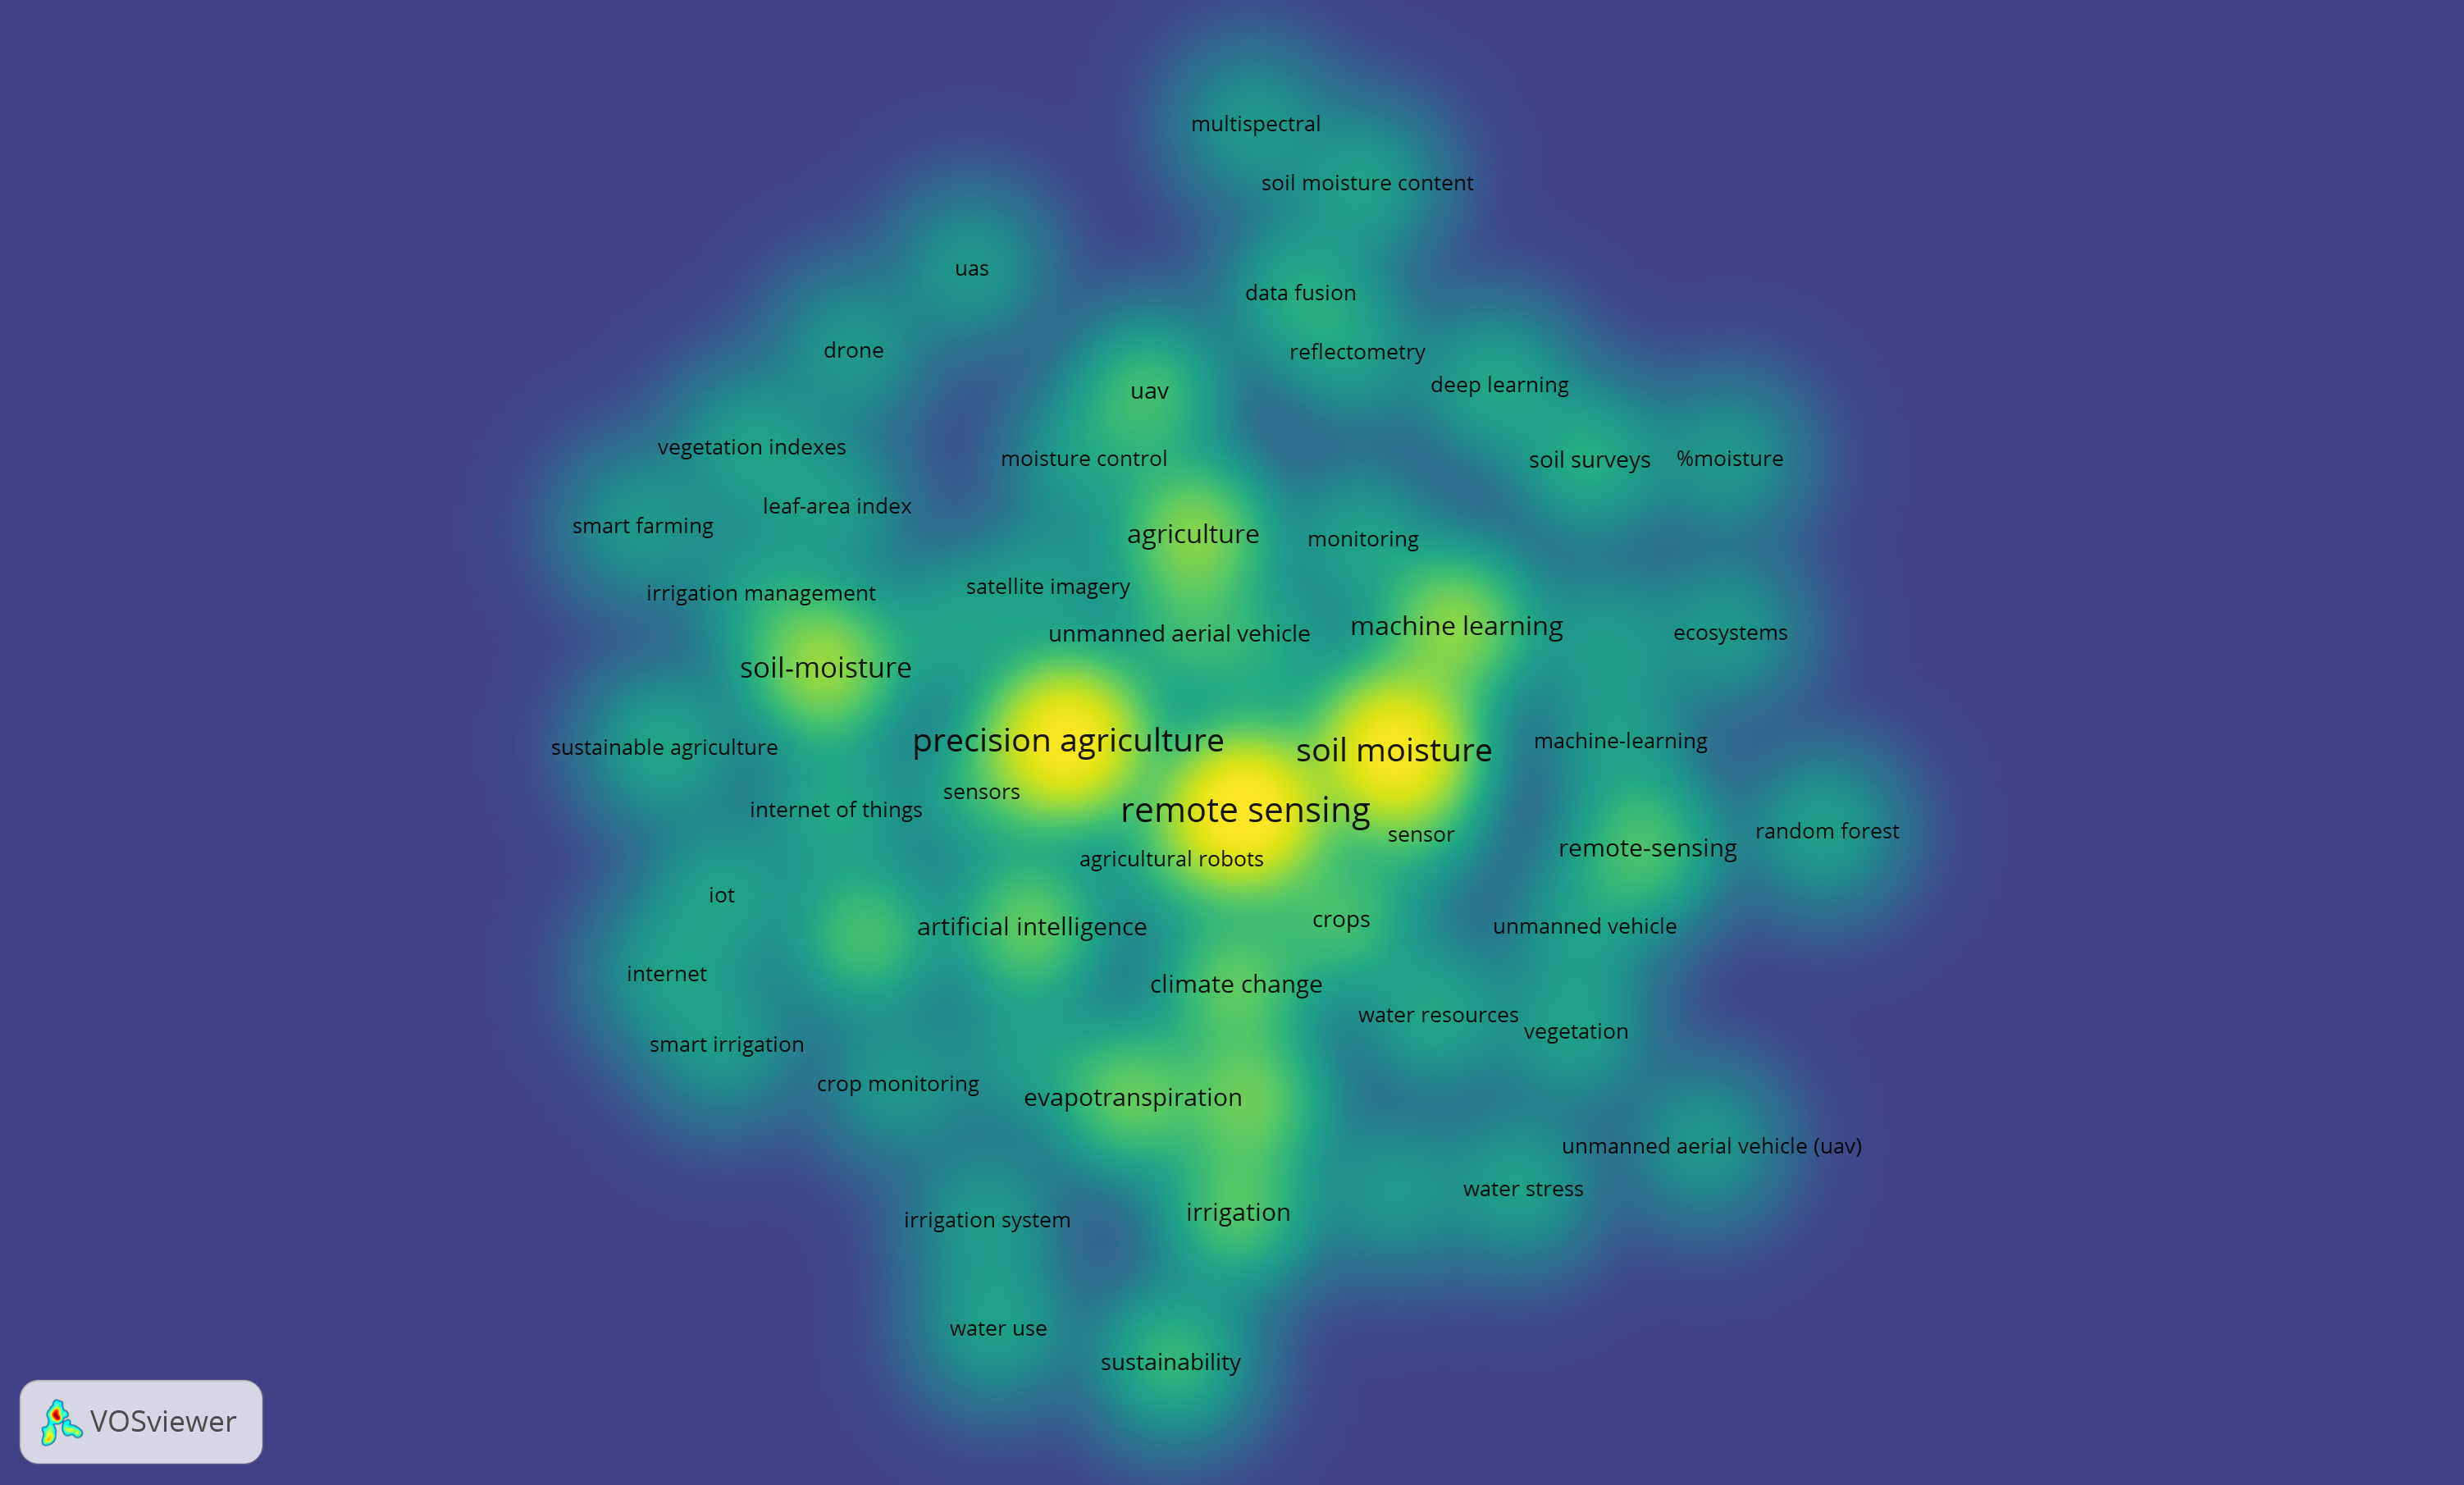 multispectral
soil moisture content
uas
data fusion
drone
reflectometry
deep learning
uav
vegetation indexes
moisture control
soil surveys
%moisture
leaf-area index
smart farming
agriculture
monitoring
satellite imagery
irrigation management
unmanned aerial vehicle
machine learning
ecosystems
soil-moisture
precision agriculture
soil moisture
machine-learning
sustainable agriculture
sensors
internet of things
remote sensing
sensor
random forest
remote-sensing
agricultural robots
iot
artificial intelligence
crops
unmanned vehicle
internet
climate change
water resources
vegetation
smart irrigation
crop monitoring
evapotranspiration
unmanned aerial vehicle (uav)
water stress
irrigation system
irrigation
water use
sustainability
VOSviewer